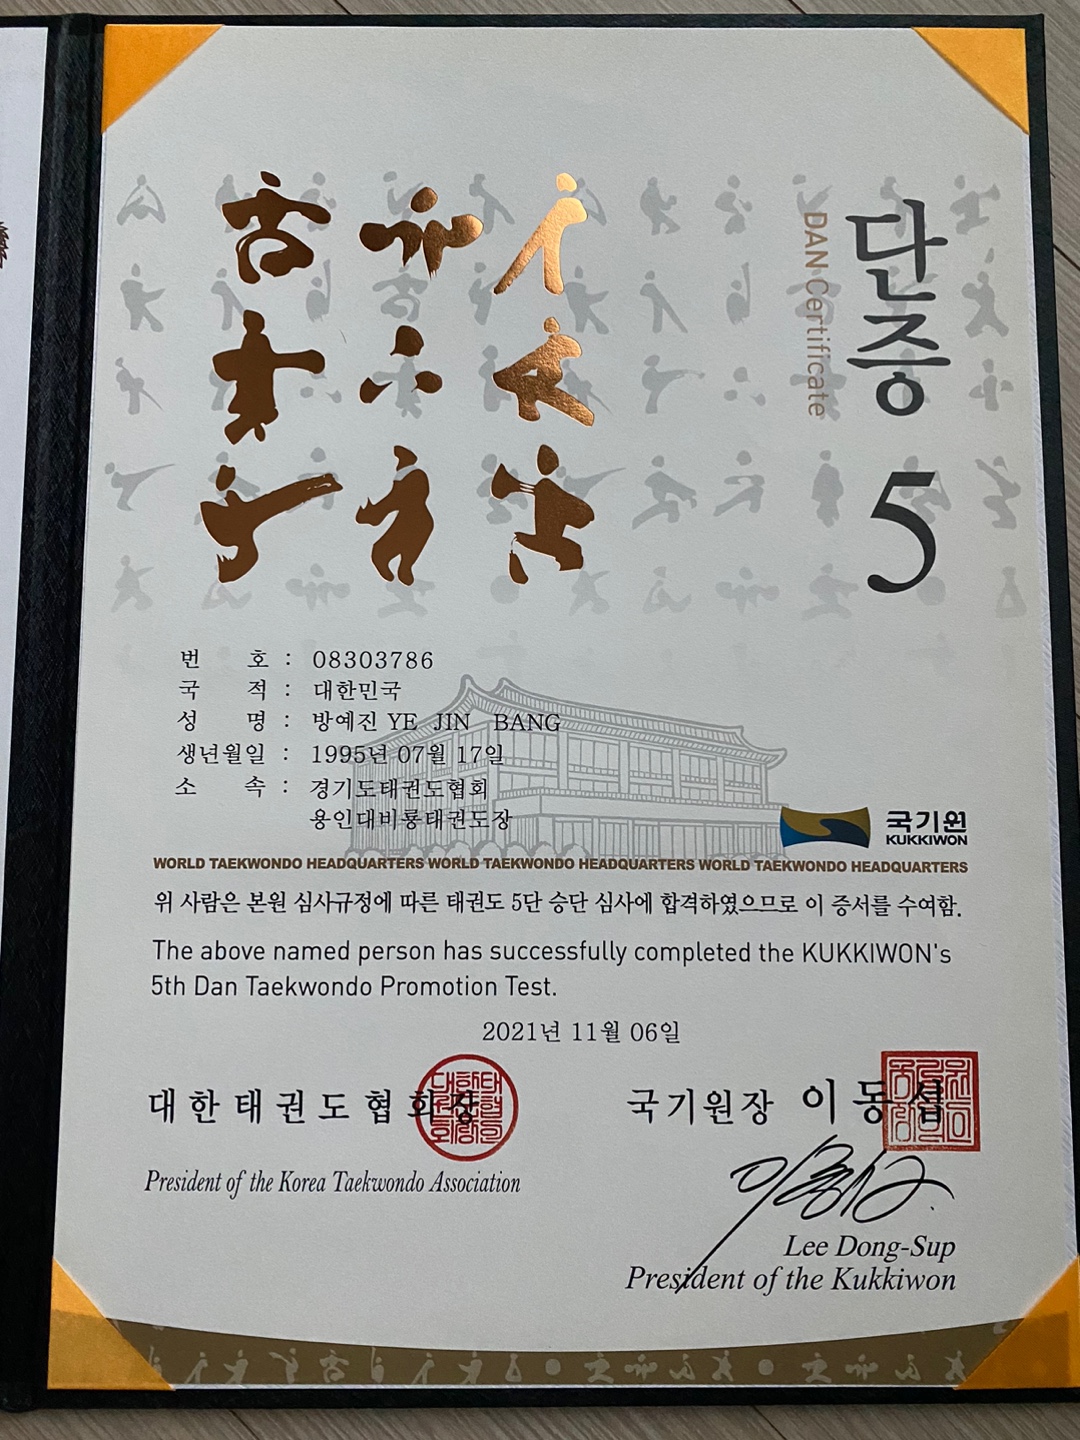 단증
DAN Certificate
5
번 호 : 08303786
국 적 : 대한민국
성 명 : 방예진 YE JIN BANG
생년월일 : 1995년 07월 17일
소 속 : 경기도태권도협회
용인대비룡태권도장
국기원
KUKKIWON
WORLD TAEKWONDO HEADQUARTERS WORLD TAEKWONDO HEADQUARTERS WORLD TAEKWONDO HEADQUARTERS
위 사람은 본원 심사규정에 따른 태권도 5단 승단 심사에 합격하였으므로 이 증서를 수여함.
The above named person has successfully completed the KUKKIWON's
5th Dan Taekwondo Promotion Test.
2021년 11월 06일
대한태권도협회장
President of the Korea Taekwondo Association
국기원장 이동섭
Lee Dong-Sup
President of the Kukkiwon